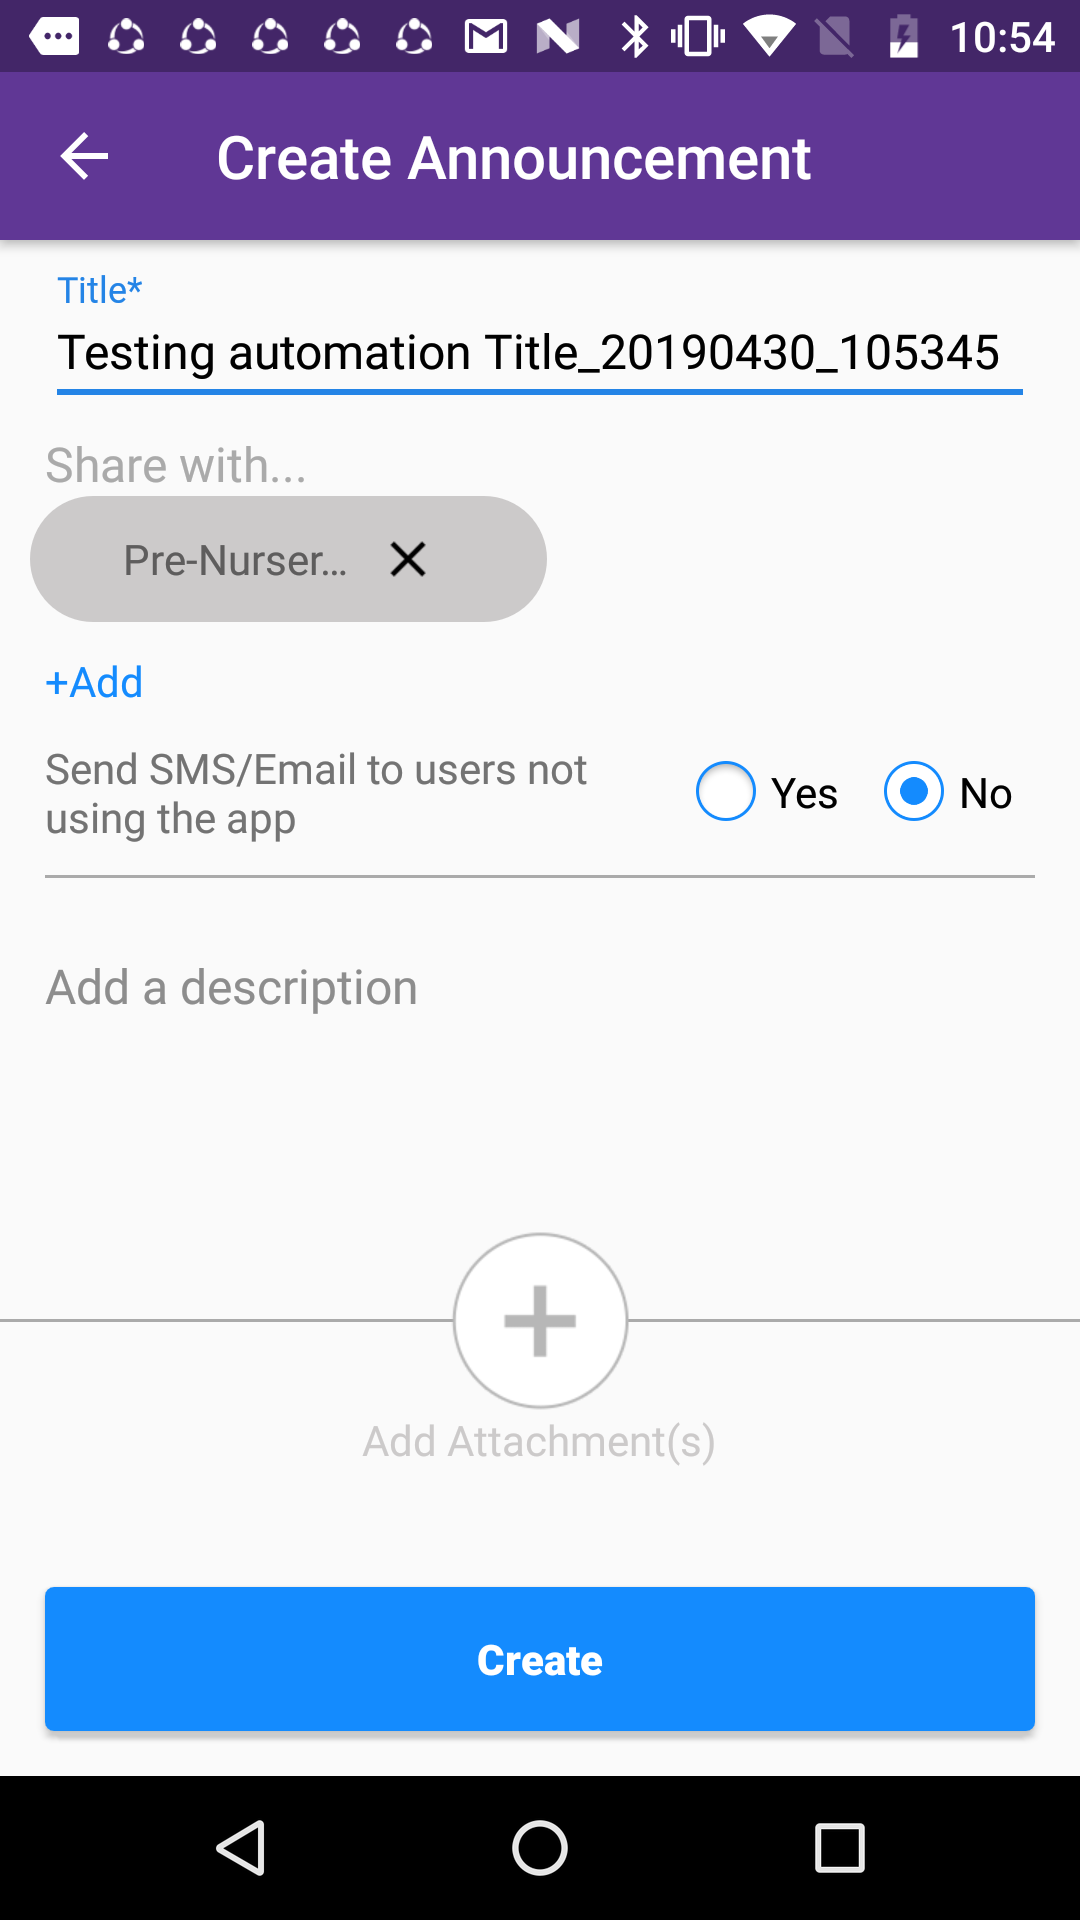 10:54
Create Announcement
Title*
Testing automation Title_20190430_105345
Share with...
Pre-Nurser...
+Add
Send SMS/Email to users not
using the app
Yes
No
Add a description
Add Attachment(s)
Create